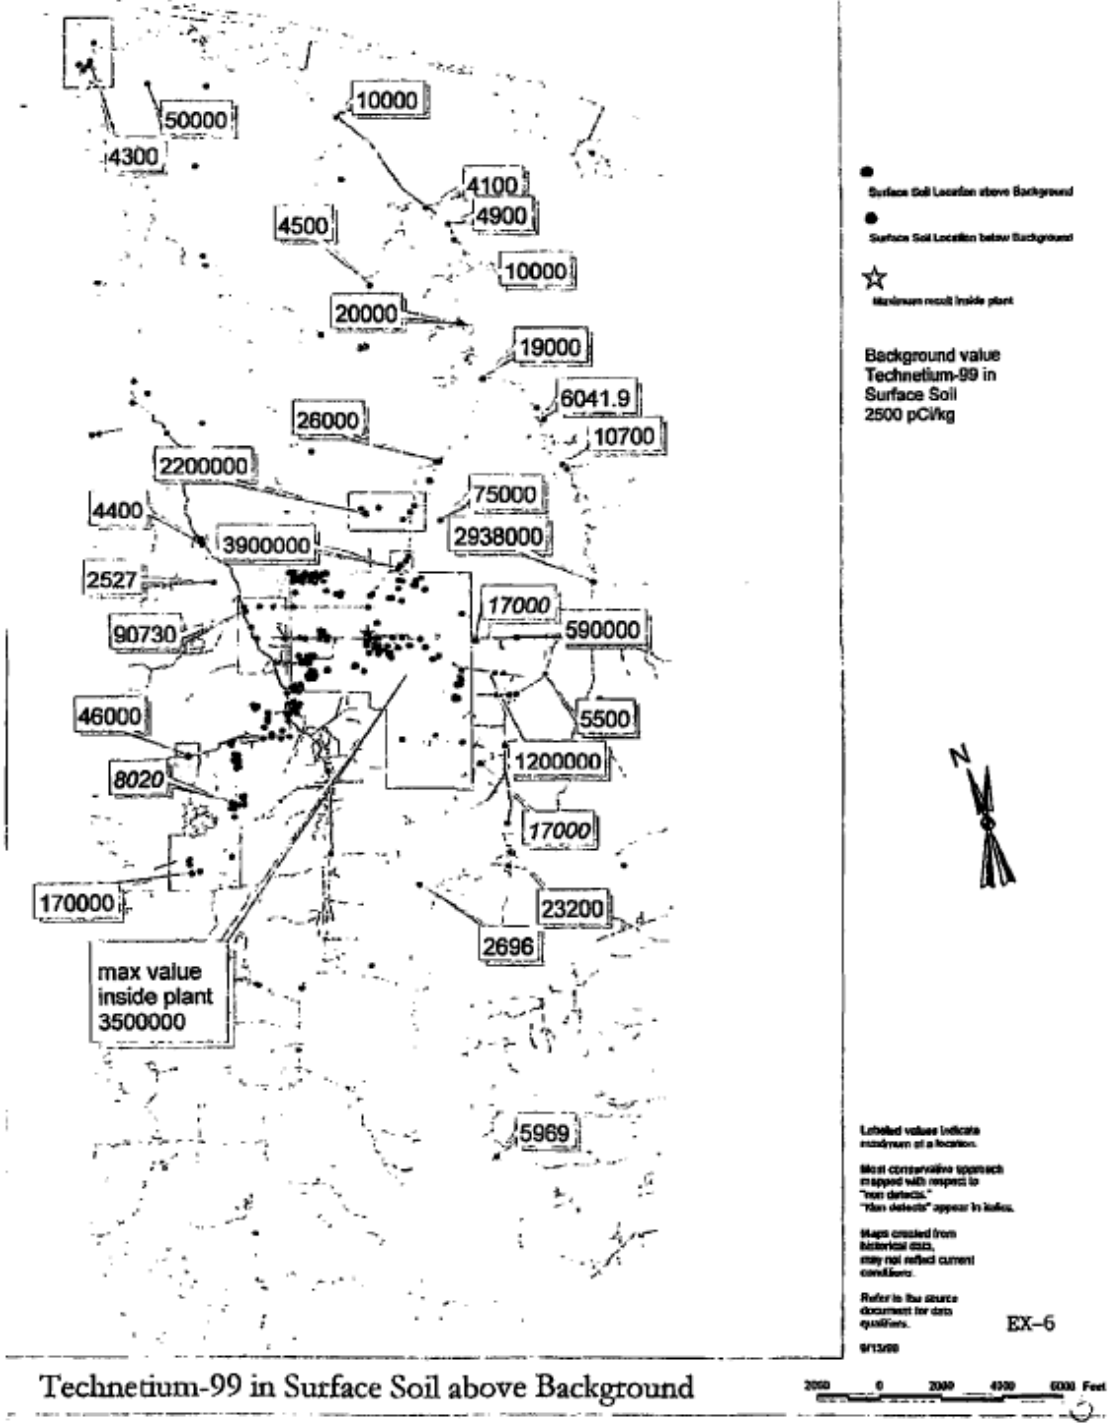 10000
50000
4300
4100
4900
4500
10000
20000
19000
6041.9
26000
10700
2200000
75000
4400
2938000
3900000
2527
17000
90730
590000
46000
5500
1200000
8020
17000
170000
23200
2696
max value
inside plant
3500000
5969
Surface Soil Location above Background
Surface Soil Location below Background
Maximum result inside plant
Background value
Technetium-99 in
Surface Soil
2500 pCi/kg
N
Labeled values indicate
maximum at a location.
Most conservative approach
mapped with respect to
"non detects."
"Non detects" appear in italics.
Maps created from
historical data,
may not reflect current
conditions.
Refer to the source
document for data
qualifiers.
EX-6
Technetium-99 in Surface Soil above Background
2000 0 2000 4000 6000 Feet